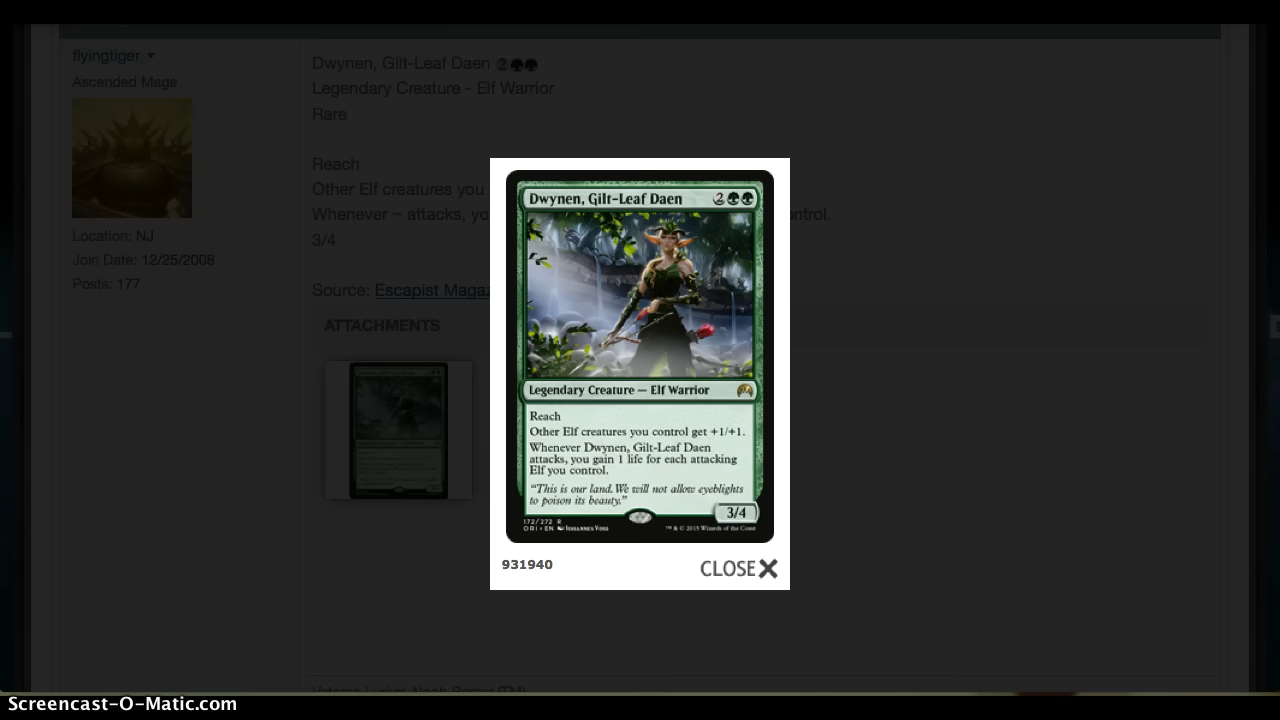 flyingtiger
Ascended Mage
Location: NJ
Join Date: 12/25/2008
Posts: 177
Dwynen, Gilt-Leaf Daen 2
Legendary Creature - Elf Warrior
Rare
Reach
Other Elf creatures you
Whenever ~ attacks, yo
3/4
Source: Escapist Magaz
ATTACHMENTS
Dwynen, Gilt-Leaf Daen 2
Legendary Creature — Elf Warrior
Reach
Other Elf creatures you control get +1/+1.
Whenever Dwynen, Gilt-Leaf Daen
attacks, you gain 1 life for each attacking
Elf you control.
"This is our land. We will not allow eyeblights
to poison its beauty."
3/4
172/272 R
ORI • EN Johannes Voss
™ & © 2015 Wizards of the Coast
931940
CLOSE
Screencast-O-Matic.com